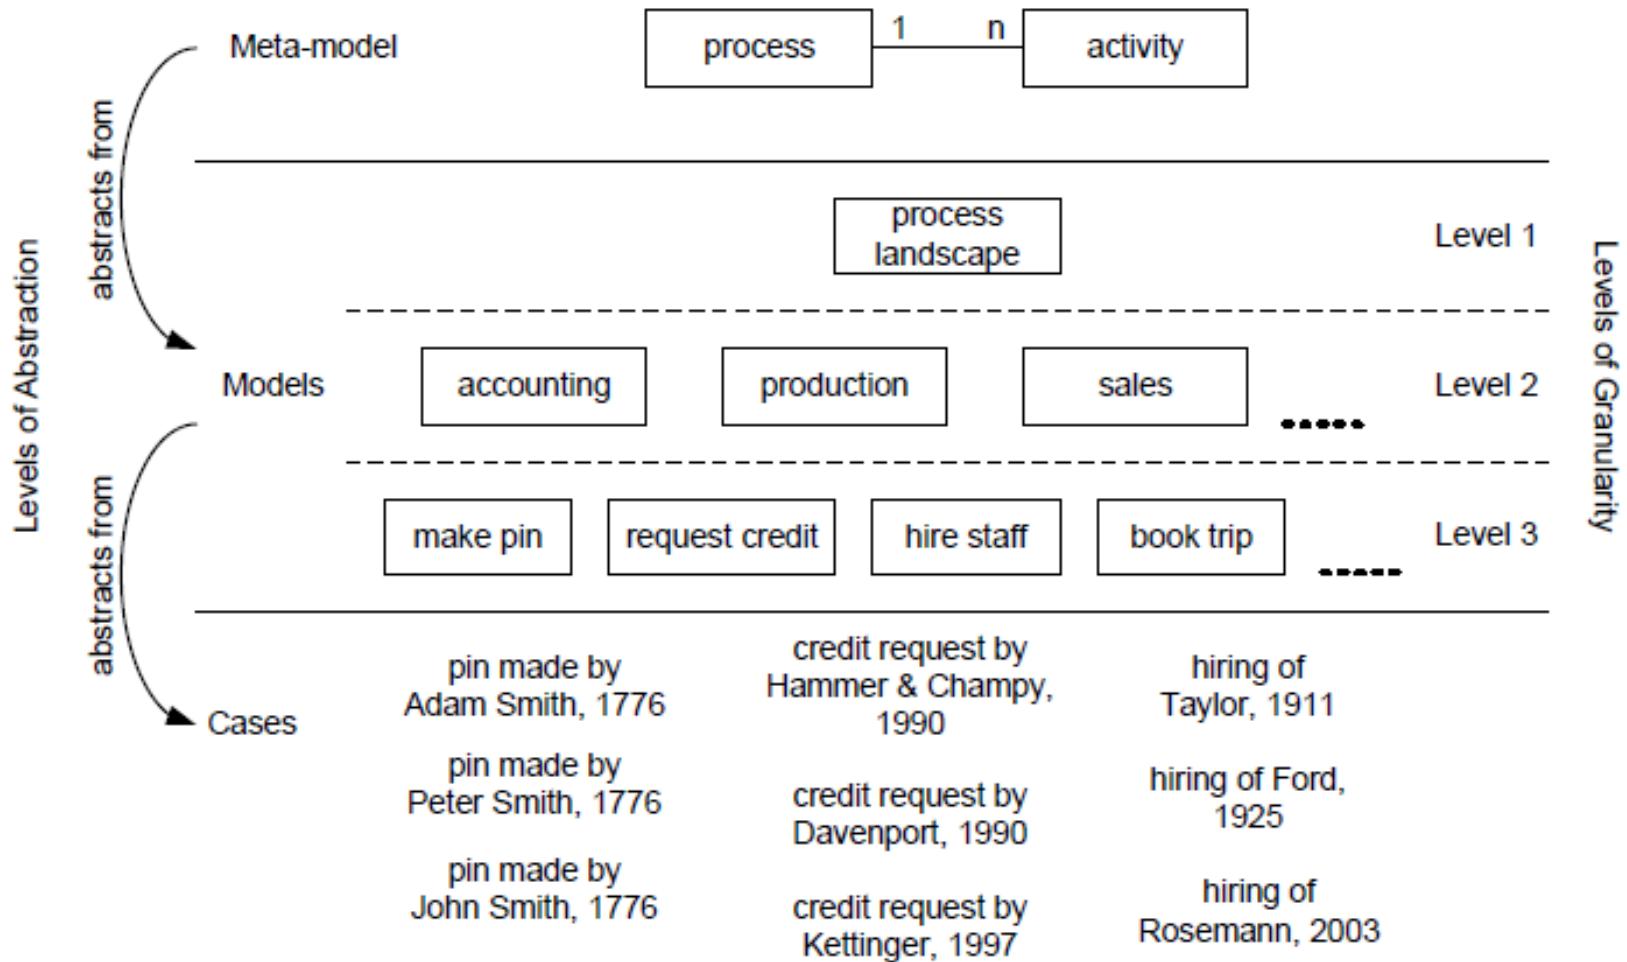 Meta-model
process
1
n
activity
abstracts from
Levels of Abstraction
process
landscape
Level 1
Levels of Granularity
Models
accounting
production
sales
Level 2
abstracts from
make pin
request credit
hire staff
book trip
Level 3
Cases
pin made by
Adam Smith, 1776
credit request by
Hammer & Champy,
1990
hiring of
Taylor, 1911
pin made by
Peter Smith, 1776
credit request by
Davenport, 1990
hiring of Ford,
1925
pin made by
John Smith, 1776
credit request by
Kettinger, 1997
hiring of
Rosemann, 2003